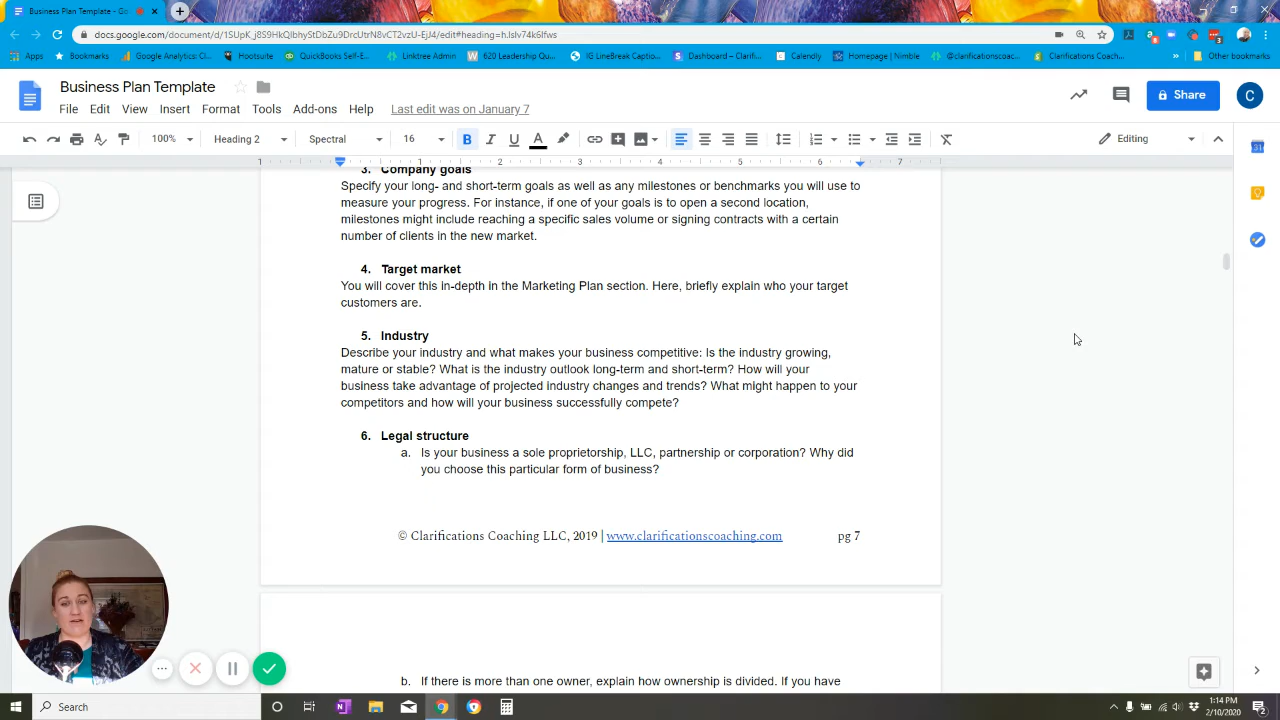 Business Plan Template - Go
docs.google.com/document/d/1SUpK_j8S9HkQIbhyStDbZu9DrcUtrN8vCT2vzU-EjJ4/edit#heading=h.lslv74k6lfws
Apps
Bookmarks
Google Analytics: Cl...
Hootsuite
QuickBooks Self-E...
Linktree Admin
620 Leadership Qu...
IG LineBreak Captio...
Dashboard – Clarifi...
Calendly
Homepage | Nimble
@clarificationscoac...
Clarifications Coach...
»
Other bookmarks
Business Plan Template
File Edit View Insert Format Tools Add-ons Help Last edit was on January 7
Share
C
100% Heading 2 Spectral 16 B I U A Editing
1 1 2 3 4 5 6 7
3. Company goals
Specify your long- and short-term goals as well as any milestones or benchmarks you will use to
measure your progress. For instance, if one of your goals is to open a second location,
milestones might include reaching a specific sales volume or signing contracts with a certain
number of clients in the new market.
4. Target market
You will cover this in-depth in the Marketing Plan section. Here, briefly explain who your target
customers are.
5. Industry
Describe your industry and what makes your business competitive: Is the industry growing,
mature or stable? What is the industry outlook long-term and short-term? How will your
business take advantage of projected industry changes and trends? What might happen to your
competitors and how will your business successfully compete?
6. Legal structure
a. Is your business a sole proprietorship, LLC, partnership or corporation? Why did
you choose this particular form of business?
© Clarifications Coaching LLC, 2019 | www.clarificationscoaching.com pg 7
b. If there is more than one owner, explain how ownership is divided. If you have
Search
1:14 PM
2/10/2020